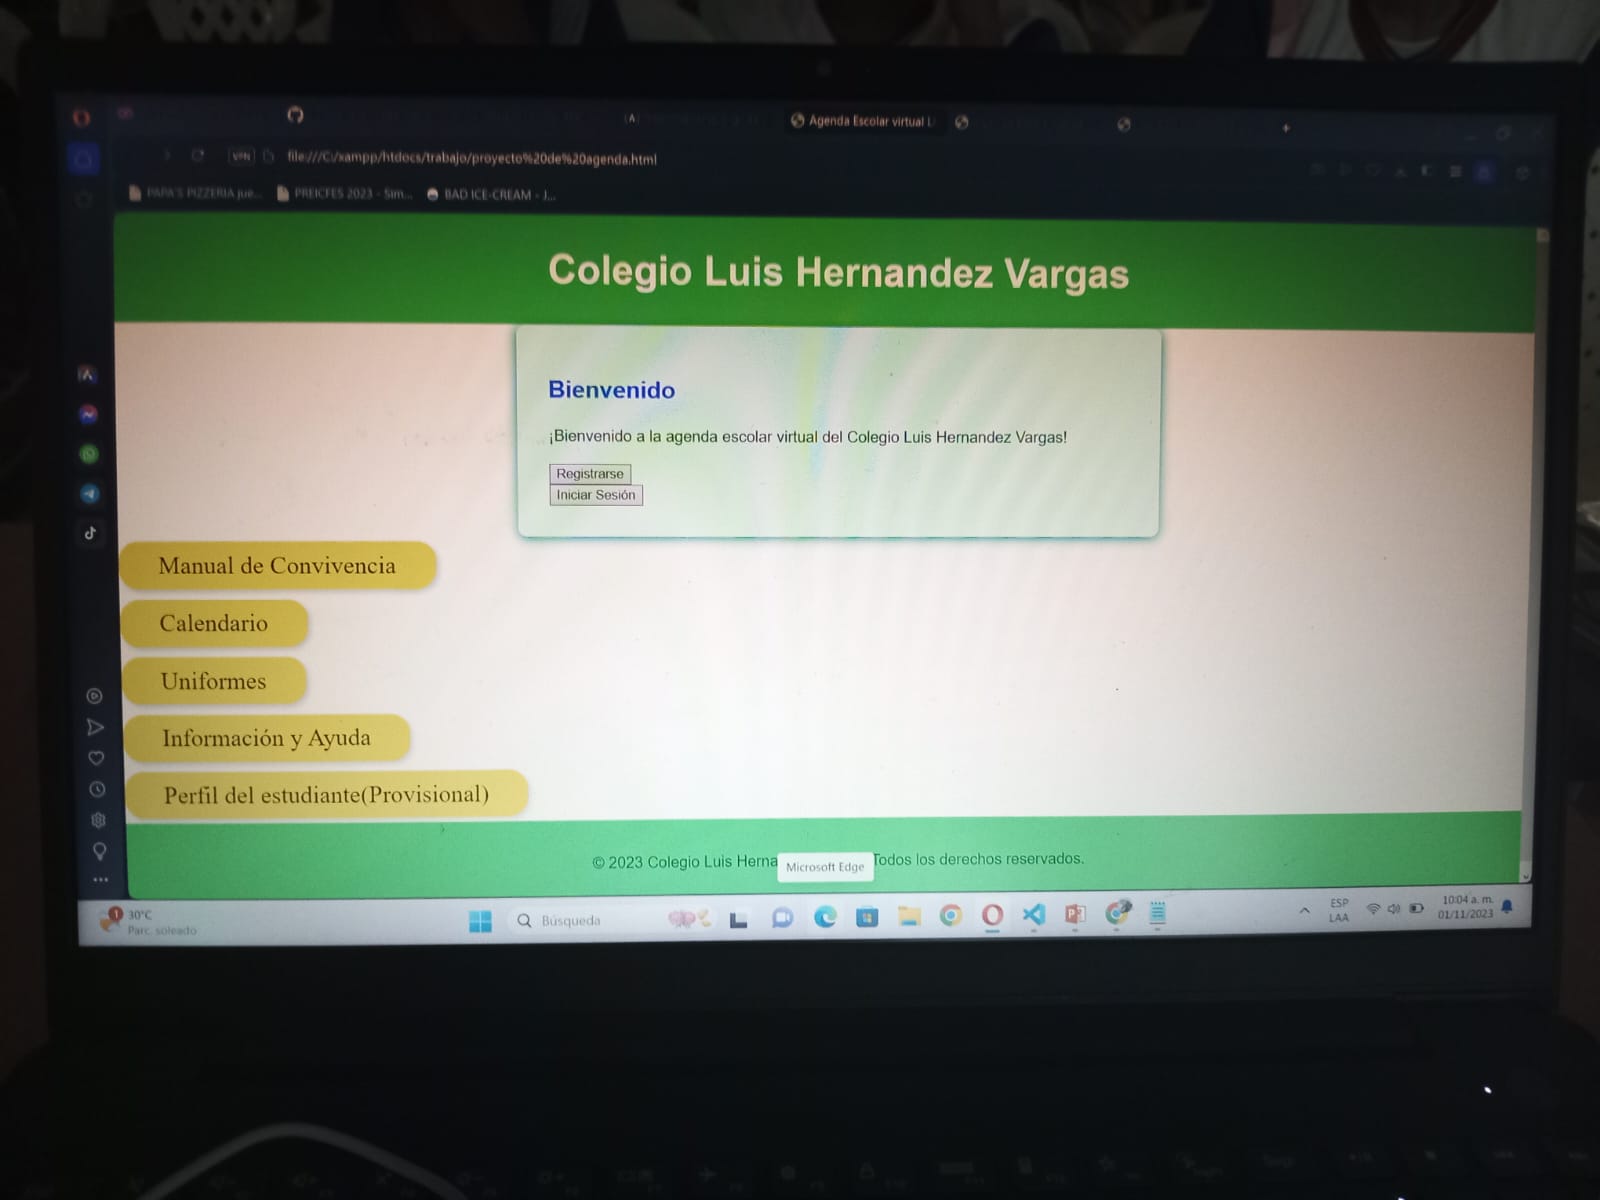 Agenda Escolar virtual L
VPN
file:///C:/xampp/htdocs/trabajo/proyecto%20de%20agenda.html
PAPA'S PIZZERIA jue...
PREICFES 2023 - Sim...
BAD ICE-CREAM - J...
Colegio Luis Hernandez Vargas
Bienvenido
¡Bienvenido a la agenda escolar virtual del Colegio Luis Hernandez Vargas!
Registrarse
Iniciar Sesión
Manual de Convivencia
Calendario
Uniformes
Información y Ayuda
Perfil del estudiante(Provisional)
© 2023 Colegio Luis Herna
Microsoft Edge
Todos los derechos reservados.
1
30°C
Parc. soleado
Búsqueda
ESP
LAA
10:04 a. m.
01/11/2023